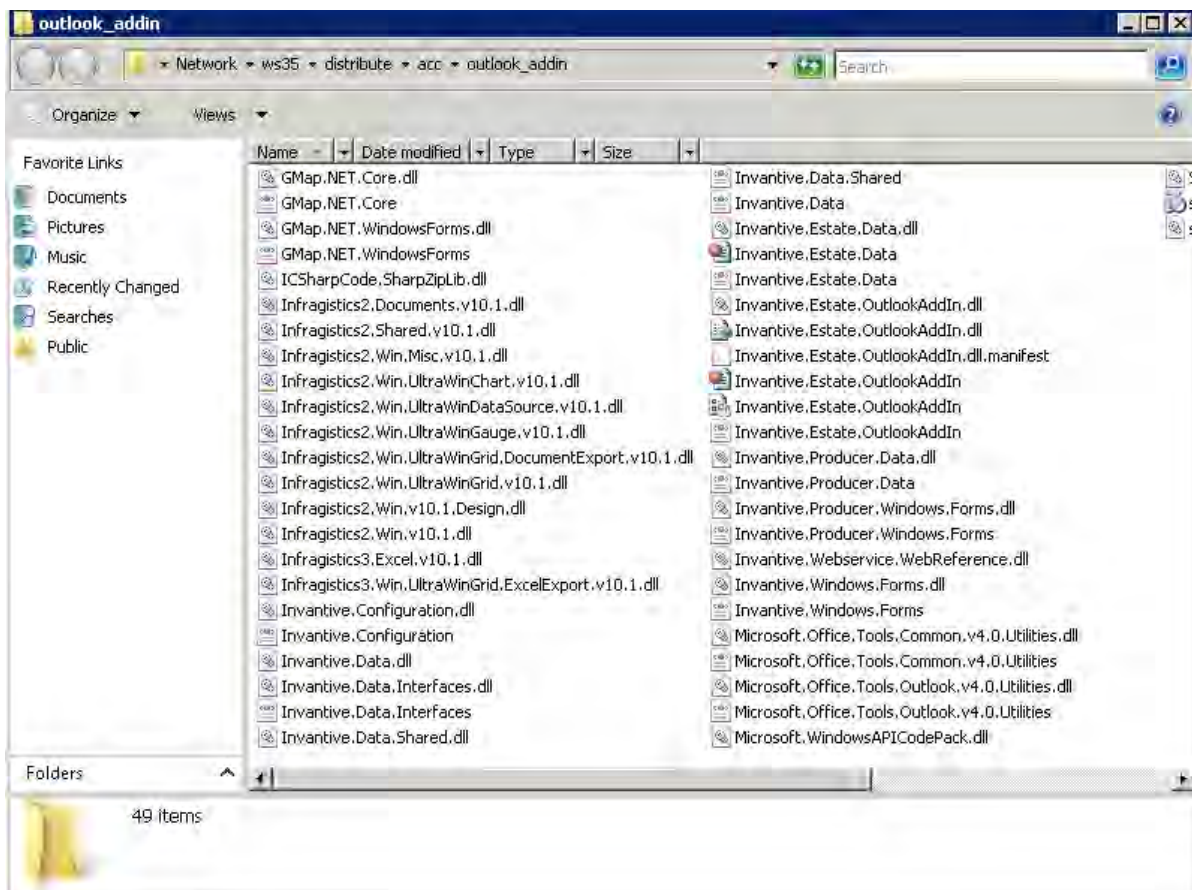 outlook_addin
Network ws35 distribute acc outlook_addin
Search
Organize Views
Favorite Links
Documents
Pictures
Music
Recently Changed
Searches
Public
Folders
Name Date modified Type Size
GMap.NET.Core.dll
GMap.NET.Core
GMap.NET.WindowsForms.dll
GMap.NET.WindowsForms
ICSharpCode.SharpZipLib.dll
Infragistics2.Documents.v10.1.dll
Infragistics2.Shared.v10.1.dll
Infragistics2.Win.Misc.v10.1.dll
Infragistics2.Win.UltraWinChart.v10.1.dll
Infragistics2.Win.UltraWinDataSource.v10.1.dll
Infragistics2.Win.UltraWinGauge.v10.1.dll
Infragistics2.Win.UltraWinGrid.DocumentExport.v10.1.dll
Infragistics2.Win.UltraWinGrid.v10.1.dll
Infragistics2.Win.v10.1.Design.dll
Infragistics2.Win.v10.1.dll
Infragistics3.Excel.v10.1.dll
Infragistics3.Win.UltraWinGrid.ExcelExport.v10.1.dll
Invantive.Configuration.dll
Invantive.Configuration
Invantive.Data.dll
Invantive.Data.Interfaces.dll
Invantive.Data.Interfaces
Invantive.Data.Shared.dll
Invantive.Data.Shared
Invantive.Data
Invantive.Estate.Data.dll
Invantive.Estate.Data
Invantive.Estate.Data
Invantive.Estate.OutlookAddIn.dll
Invantive.Estate.OutlookAddIn.dll
Invantive.Estate.OutlookAddIn.dll.manifest
Invantive.Estate.OutlookAddIn
Invantive.Estate.OutlookAddIn
Invantive.Estate.OutlookAddIn
Invantive.Producer.Data.dll
Invantive.Producer.Data
Invantive.Producer.Windows.Forms.dll
Invantive.Producer.Windows.Forms
Invantive.Webservice.WebReference.dll
Invantive.Windows.Forms.dll
Invantive.Windows.Forms
Microsoft.Office.Tools.Common.v4.0.Utilities.dll
Microsoft.Office.Tools.Common.v4.0.Utilities
Microsoft.Office.Tools.Outlook.v4.0.Utilities.dll
Microsoft.Office.Tools.Outlook.v4.0.Utilities
Microsoft.WindowsAPICodePack.dll
49 items